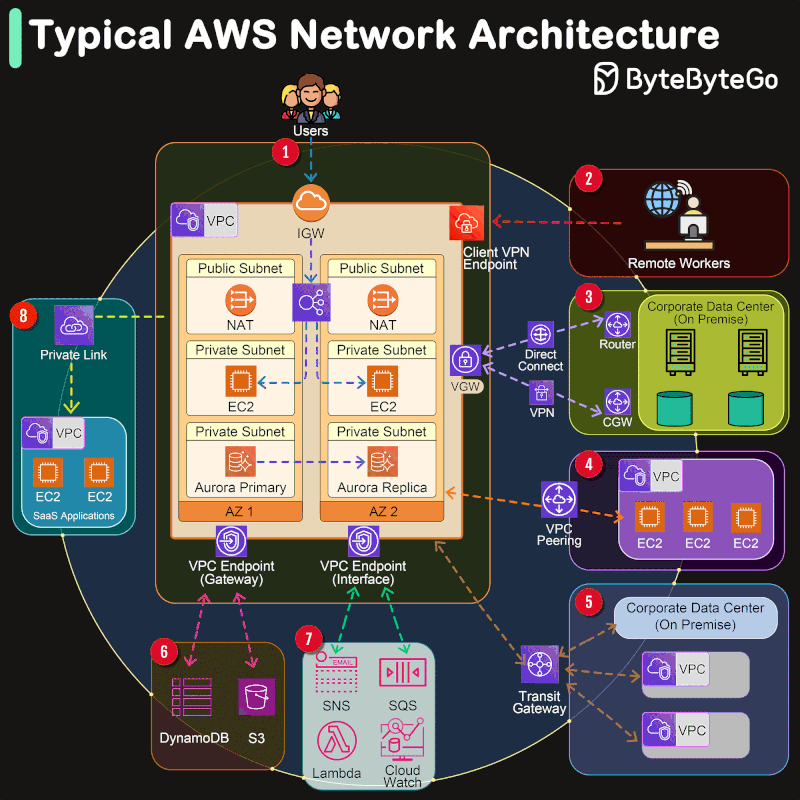 Typical AWS Network Architecture
ByteByteGo
Users
1
VPC
IGW
Client VPN
Endpoint
Public Subnet
NAT
Public Subnet
NAT
Private Subnet
EC2
Private Subnet
EC2
Private Subnet
Aurora Primary
Private Subnet
Aurora Replica
AZ 1
AZ 2
VGW
VPC Endpoint
(Gateway)
VPC Endpoint
(Interface)
2
Remote Workers
3
Corporate Data Center
(On Premise)
Router
Direct
Connect
VPN
CGW
4
VPC
EC2
EC2
EC2
VPC
Peering
5
Corporate Data Center
(On Premise)
VPC
VPC
Transit
Gateway
6
DynamoDB
S3
7
EMAIL
SNS
SQS
Lambda
Cloud
Watch
8
Private Link
VPC
EC2
EC2
SaaS Applications